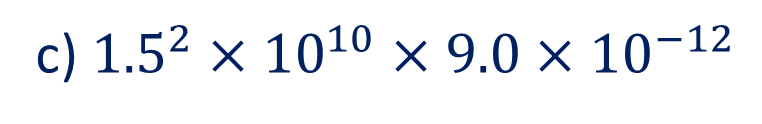 c) 1.5² × 10¹⁰ × 9.0 × 10⁻¹²